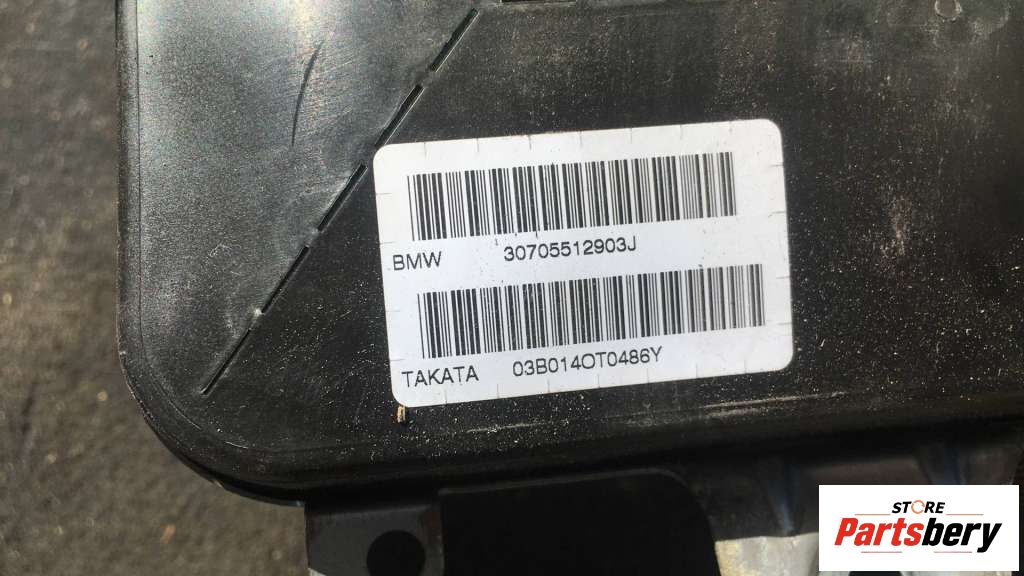 BMW 30705512903J
TAKATA 03B014OT0486Y
STORE
Partsbery